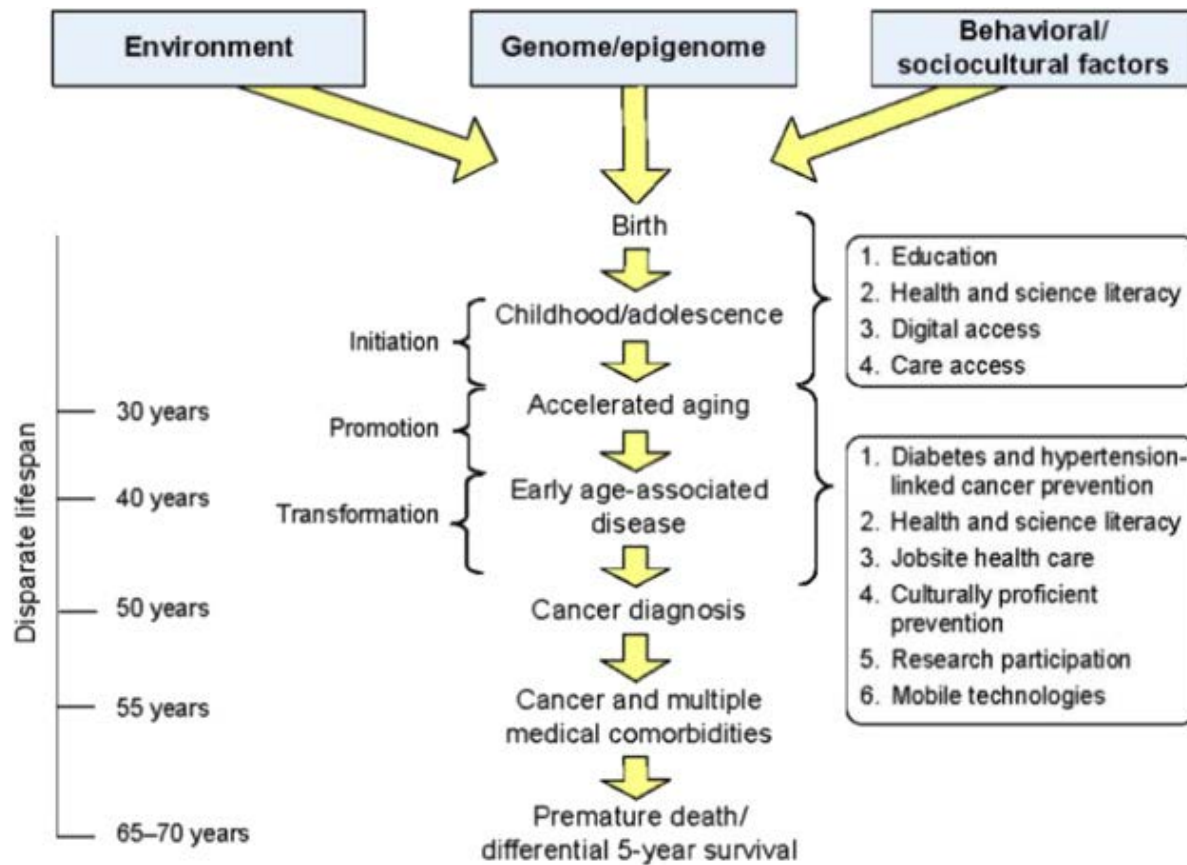 Environment
Genome/epigenome
Behavioral/
sociocultural factors
Birth
Childhood/adolescence
Accelerated aging
Early age-associated
disease
Cancer diagnosis
Cancer and multiple
medical comorbidities
Premature death/
differential 5-year survival
Initiation
Promotion
Transformation
Disparate lifespan
30 years
40 years
50 years
55 years
65–70 years
1. Education
2. Health and science literacy
3. Digital access
4. Care access
1. Diabetes and hypertension-
linked cancer prevention
2. Health and science literacy
3. Jobsite health care
4. Culturally proficient
prevention
5. Research participation
6. Mobile technologies